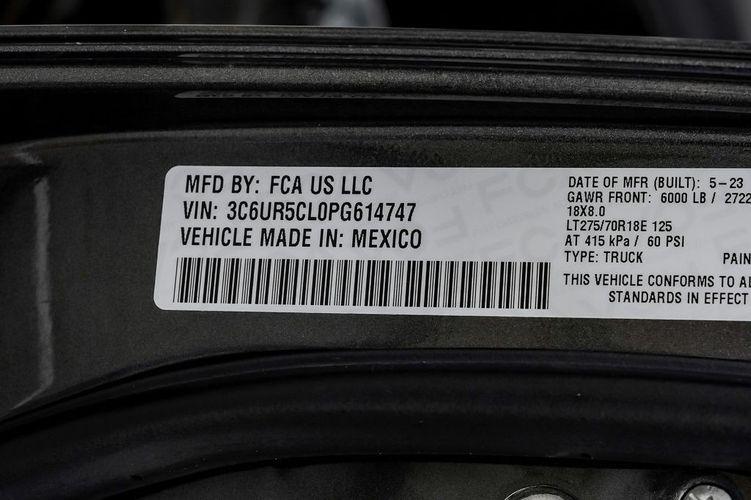 MFD BY: FCA US LLC
VIN: 3C6UR5CL0PG614747
VEHICLE MADE IN: MEXICO
DATE OF MFR (BUILT): 5-23
GAWR FRONT: 6000 LB / 2722
18X8.0
LT275/70R18E 125
AT 415 kPa / 60 PSI
TYPE: TRUCK PAIN
THIS VEHICLE CONFORMS TO AL
STANDARDS IN EFFECT